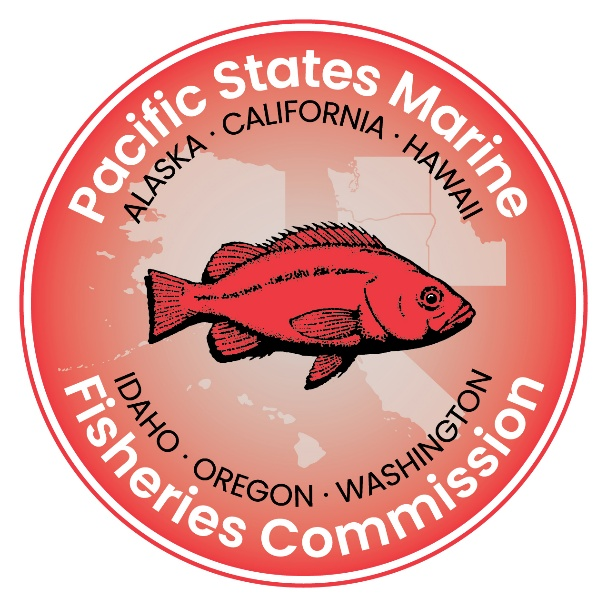 Pacific States Marine
ALASKA · CALIFORNIA · HAWAII
IDAHO · OREGON · WASHINGTON
Fisheries Commission